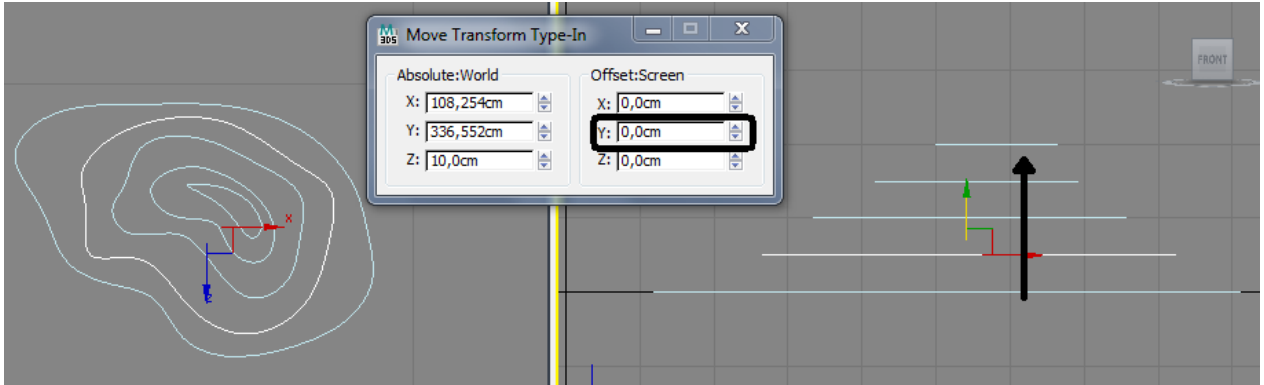 M
3DS Move Transform Type-In
Absolute:World Offset:Screen
X: 108,254cm X: 0,0cm
Y: 336,552cm Y: 0,0cm
Z: 10,0cm Z: 0,0cm
FRONT
x
z